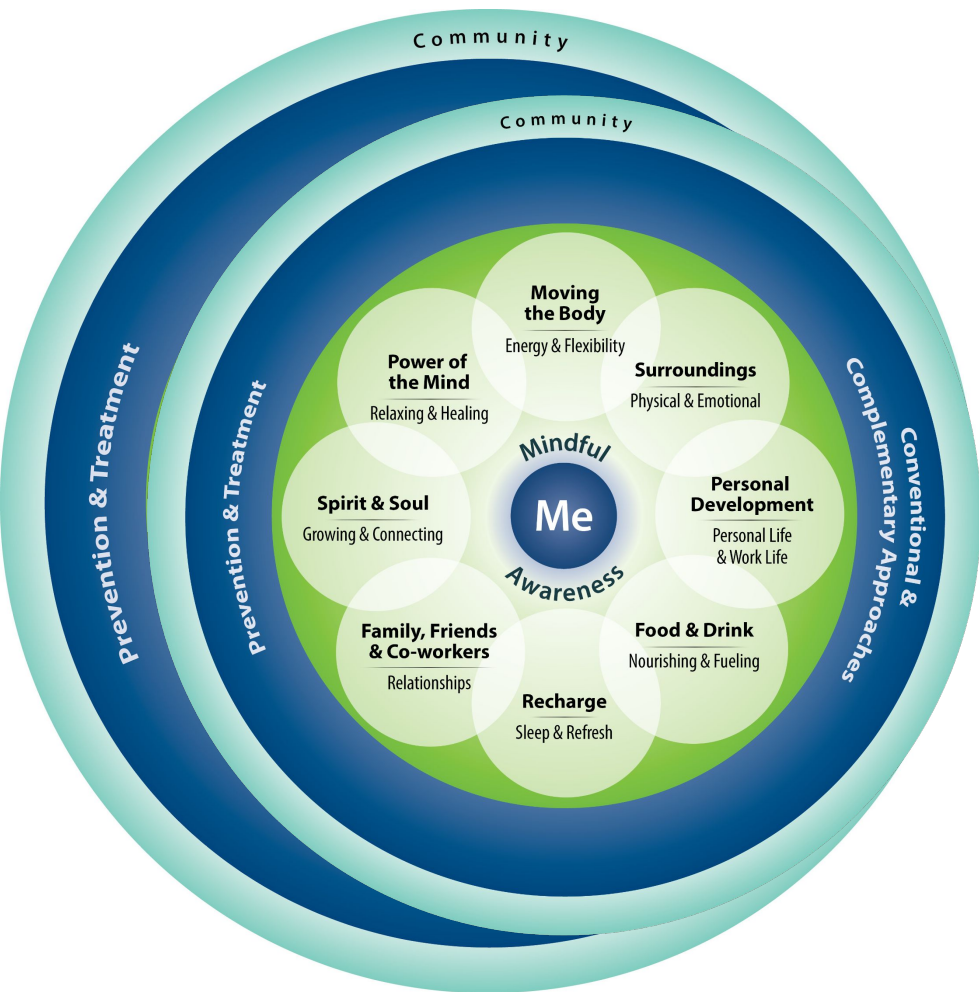 Community
Community
Prevention & Treatment
Prevention & Treatment
Conventional &
Complementary Approaches
Moving
the Body
Energy & Flexibility
Surroundings
Physical & Emotional
Personal
Development
Personal Life
& Work Life
Food & Drink
Nourishing & Fueling
Recharge
Sleep & Refresh
Family, Friends
& Co-workers
Relationships
Spirit & Soul
Growing & Connecting
Power of
the Mind
Relaxing & Healing
Mindful
Me
Awareness